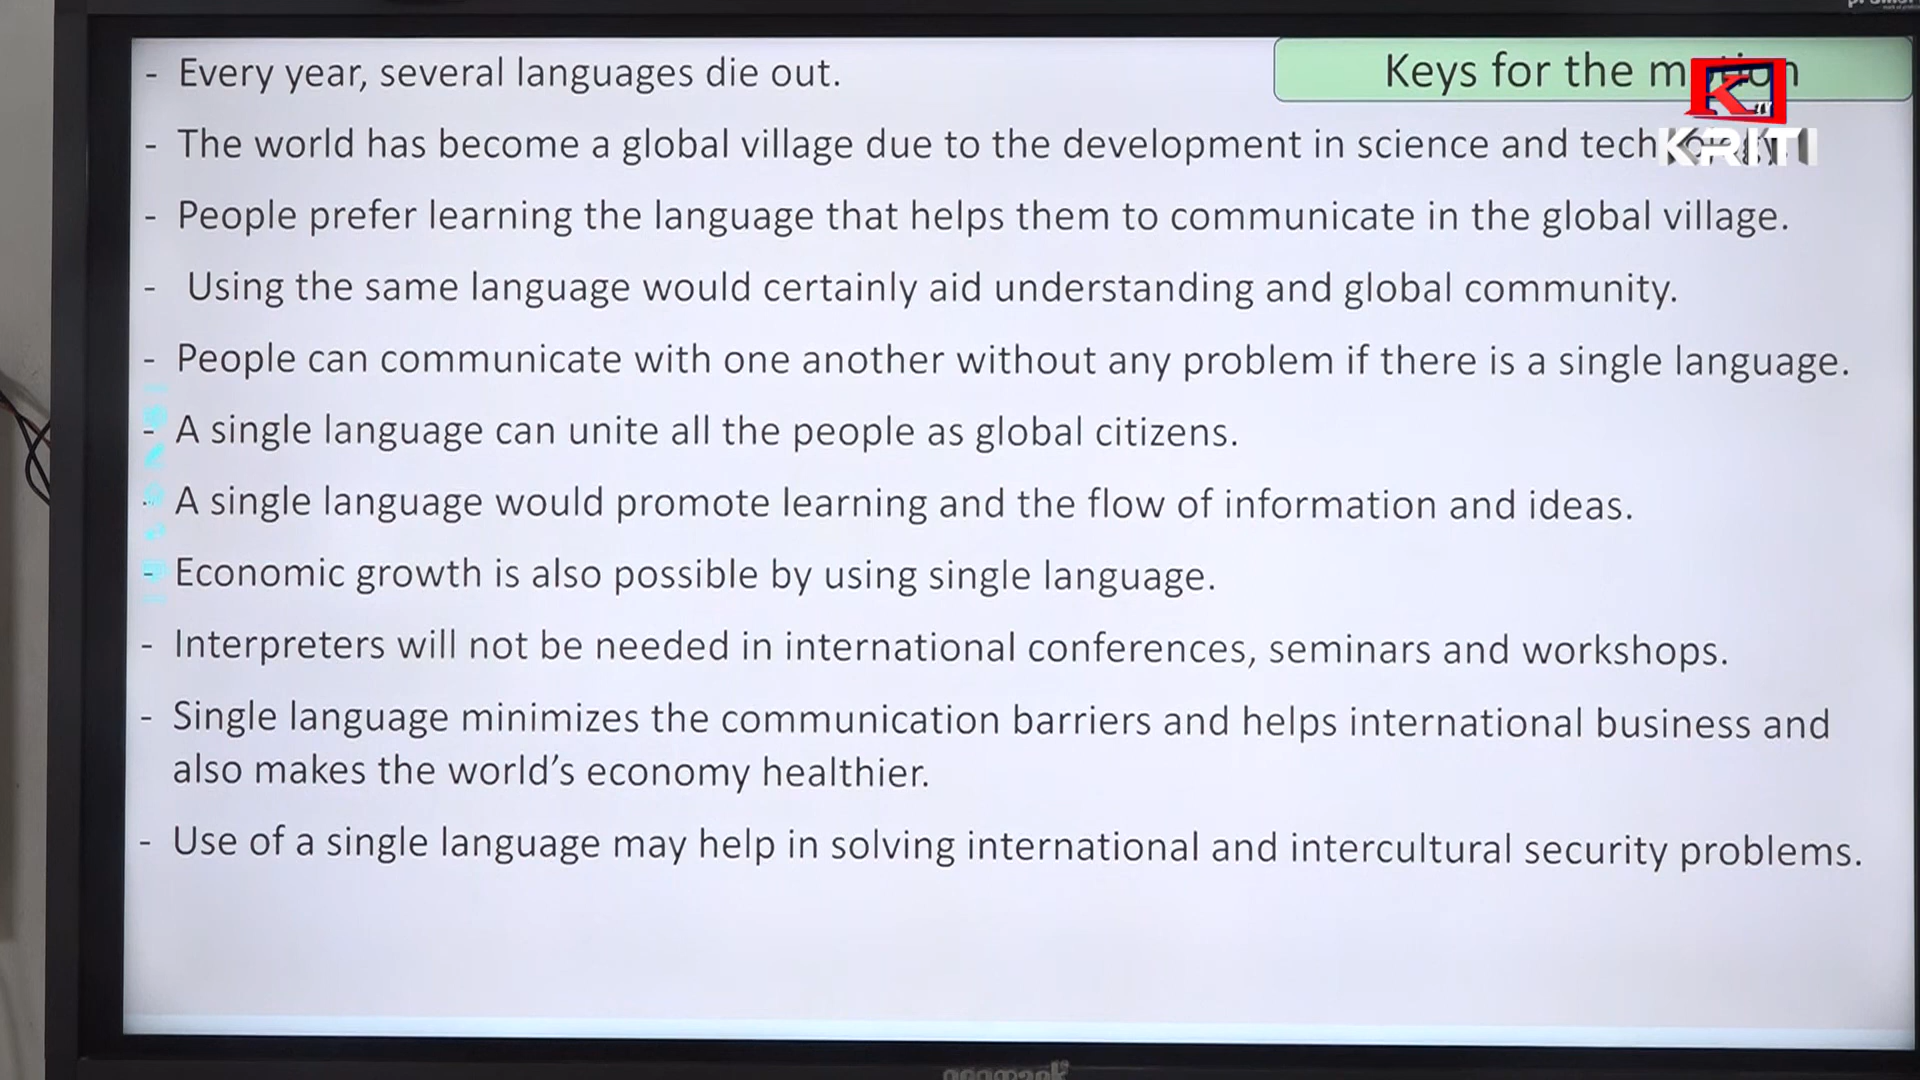 Keys for the motion
- Every year, several languages die out.
- The world has become a global village due to the development in science and
- People prefer learning the language that helps them to communicate in the global village.
- Using the same language would certainly aid understanding and global community.
- People can communicate with one another without any problem if there is a single language.
- A single language can unite all the people as global citizens.
- A single language would promote learning and the flow of information and ideas.
- Economic growth is also possible by using single language.
- Interpreters will not be needed in international conferences, seminars and workshops.
- Single language minimizes the communication barriers and helps international business and
also makes the world's economy healthier.
- Use of a single language may help in solving international and intercultural security problems.
K TV
KRITI